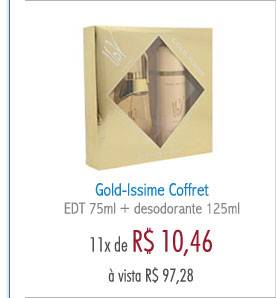 Gold-Issime Coffret
EDT 75ml + desodorante 125ml
11x de R$ 10,46
à vista R$ 97,28